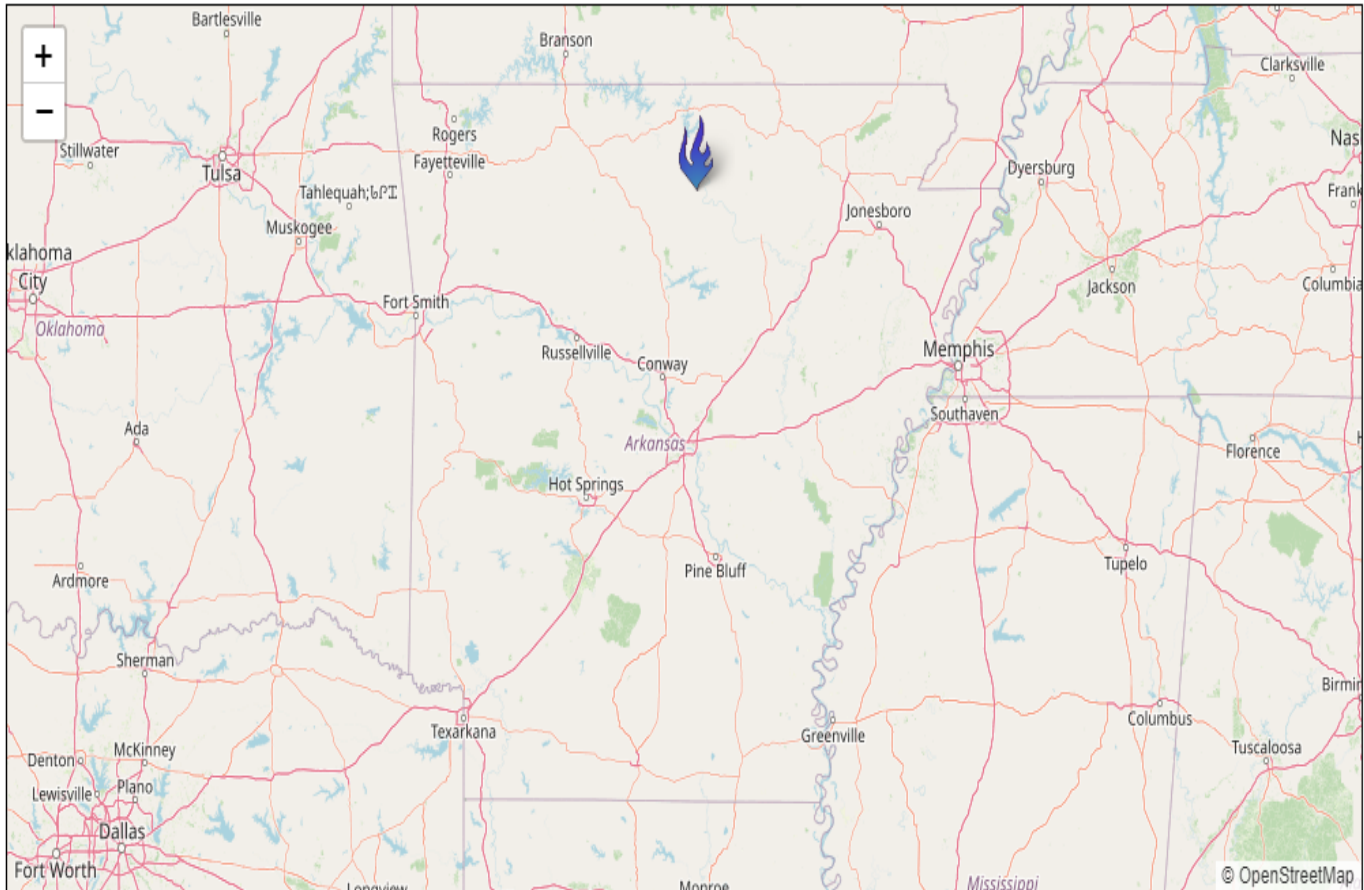 Bartlesville
Branson
Clarksville
+
−
Rogers
Nas
Stillwater
Fayetteville
Dyersburg
Tulsa
Tahlequah;ᏓᎵᏆ
Frank
Jonesboro
Muskogee
klahoma
City
Jackson
Columbia
Fort Smith
Oklahoma
Russellville
Memphis
Conway
Southaven
Ada
Arkansas
Florence
Hot Springs
Tupelo
Pine Bluff
Ardmore
Sherman
Birmin
Columbus
Texarkana
Greenville
McKinney
Tuscaloosa
Denton
Plano
Lewisville
Dallas
Fort Worth
Longview
Monroe
Mississippi
© OpenStreetMap